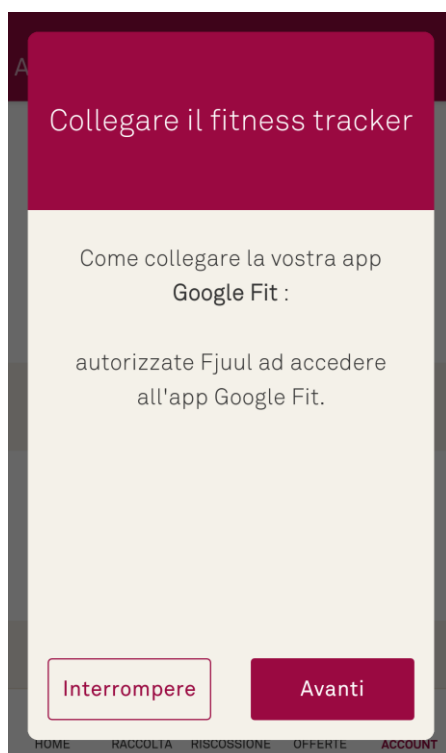 A
Collegare il fitness tracker
Come collegare la vostra app
Google Fit :
autorizzate Fjuul ad accedere
all'app Google Fit.
Interrompere
Avanti
HOME RACCOLTA RISCOSSIONE OFFERTE ACCOUNT